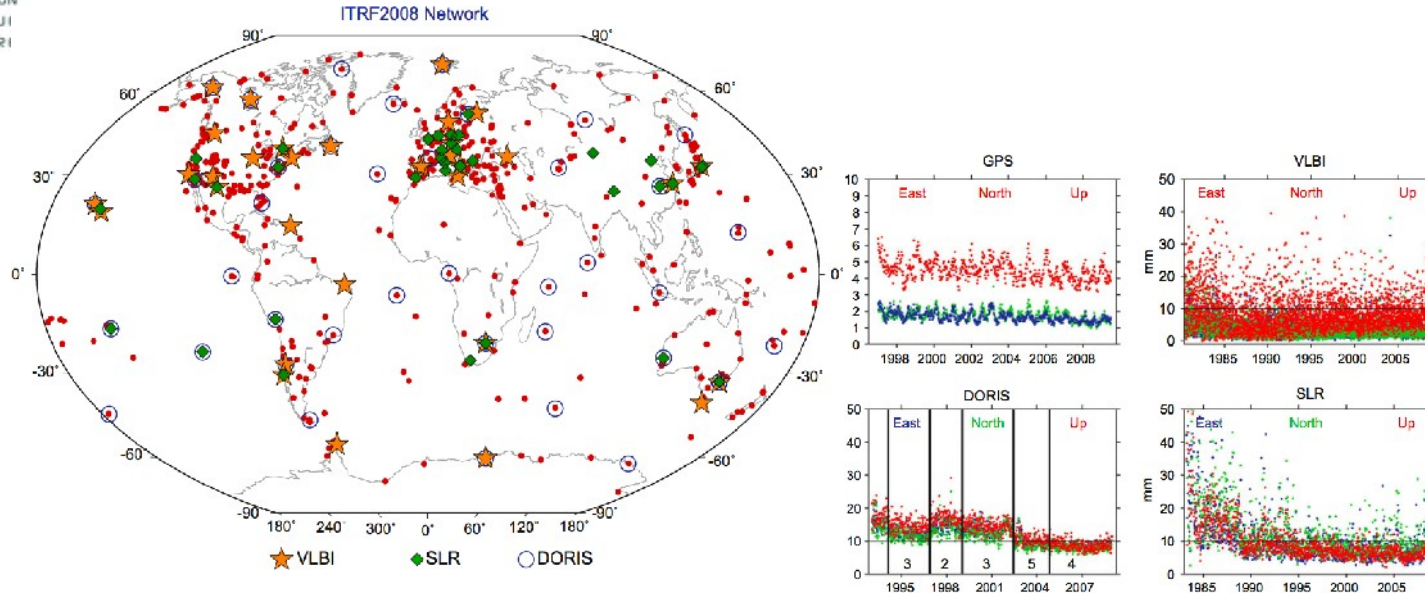 ITRF2008 Network
90˚ 90˚
60˚ 60˚
30˚ 30˚
0˚ 0˚
-30˚ -30˚
-60˚ -60˚
-90˚ -90˚
180˚ 240˚ 300˚ 0˚ 60˚ 120˚ 180˚
VLBI SLR DORIS
GPS
East North Up
10
9
8
7
6
5
4
3
2
1
0
1998 2000 2002 2004 2006 2008
VLBI
East North Up
mm
50
40
30
20
10
0
1985 1990 1995 2000 2005
DORIS
East North Up
50
40
30
20
10
0
3 2 3 5 4
1995 1998 2001 2004 2007
SLR
East North Up
mm
50
40
30
20
10
0
1985 1990 1995 2000 2005